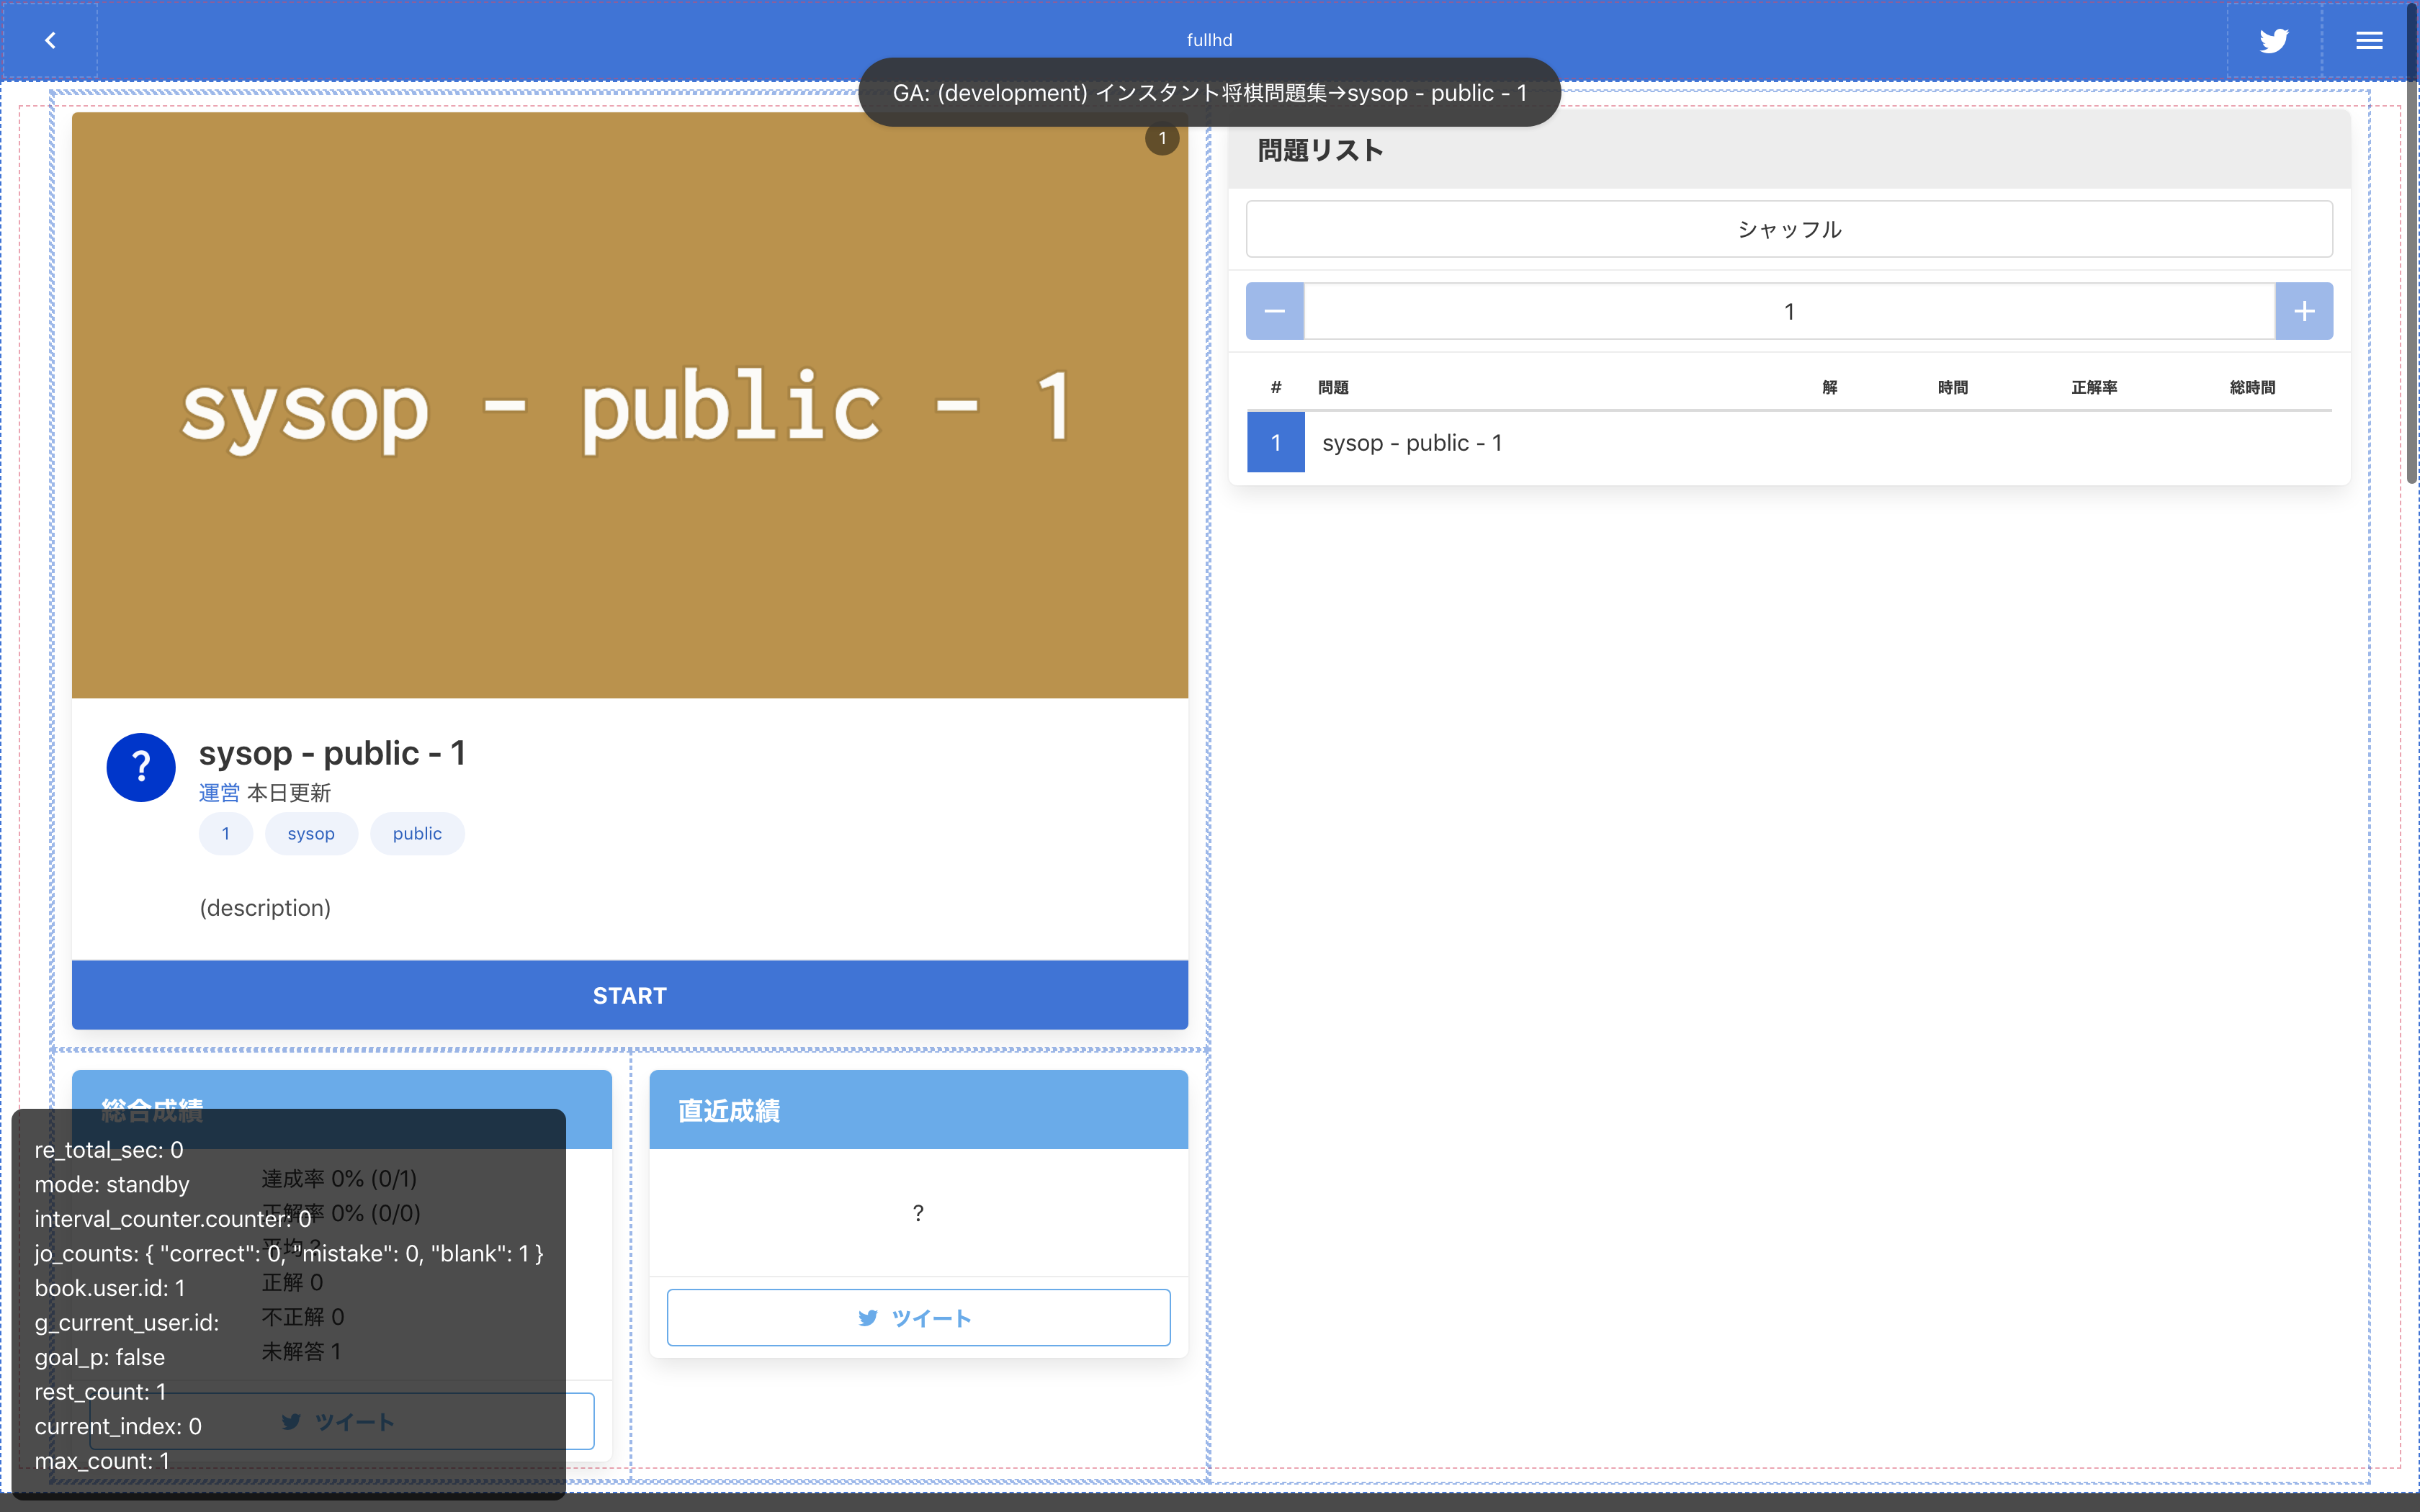 fullhd
GA: (development) インスタント将棋問題集→sysop - public - 1
1
sysop - public - 1
?
sysop - public - 1
運営 本日更新
1 sysop public
(description)
START
総合成績
達成率 0% (0/1)
正解率 0% (0/0)
平均 ?
正解 0
不正解 0
未解答 1
ツイート
直近成績
?
ツイート
問題リスト
シャッフル
1
# 問題 解 時間 正解率 総時間
1 sysop - public - 1
re_total_sec: 0
mode: standby
interval_counter.counter: 0
jo_counts: { "correct": 0, "mistake": 0, "blank": 1 }
book.user.id: 1
g_current_user.id:
goal_p: false
rest_count: 1
current_index: 0
max_count: 1